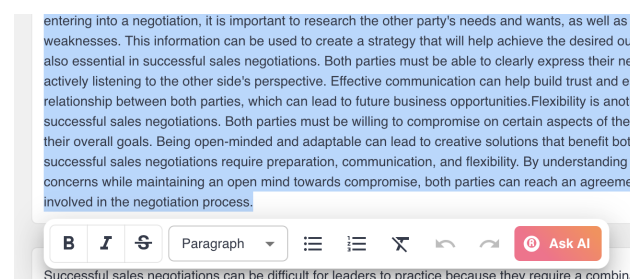 entering into a negotiation, it is important to research the other party's needs and wants, as well as
weaknesses. This information can be used to create a strategy that will help achieve the desired
also essential in successful sales negotiations. Both parties must be able to clearly express their
actively listening to the other side's perspective. Effective communication can help build trust and
relationship between both parties, which can lead to future business opportunities.Flexibility is
successful sales negotiations. Both parties must be willing to compromise on certain aspects of the
their overall goals. Being open-minded and adaptable can lead to creative solutions that benefit
successful sales negotiations require preparation, communication, and flexibility. By understanding
concerns while maintaining an open mind towards compromise, both parties can reach an
involved in the negotiation process.
B I S Paragraph Ask AI
Successful sales negotiations can be difficult for leaders to practice because they require a